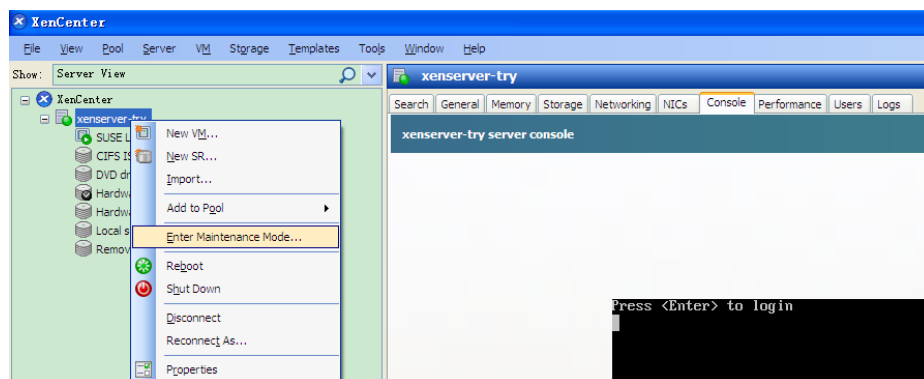 XenCenter
File View Pool Server VM Storage Templates Tools Window Help
Show: Server View
xenserver-try
XenCenter
Search General Memory Storage Networking NICs Console Performance Users Logs
xenserver-try
xenserver-try server console
SUSE L
CIFS IS
DVD dr
Hardwa
Hardwa
Local s
Remov
New VM...
New SR...
Import...
Add to Pool
Enter Maintenance Mode...
Reboot
Shut Down
Disconnect
Reconnect As...
Properties
Press <Enter> to login